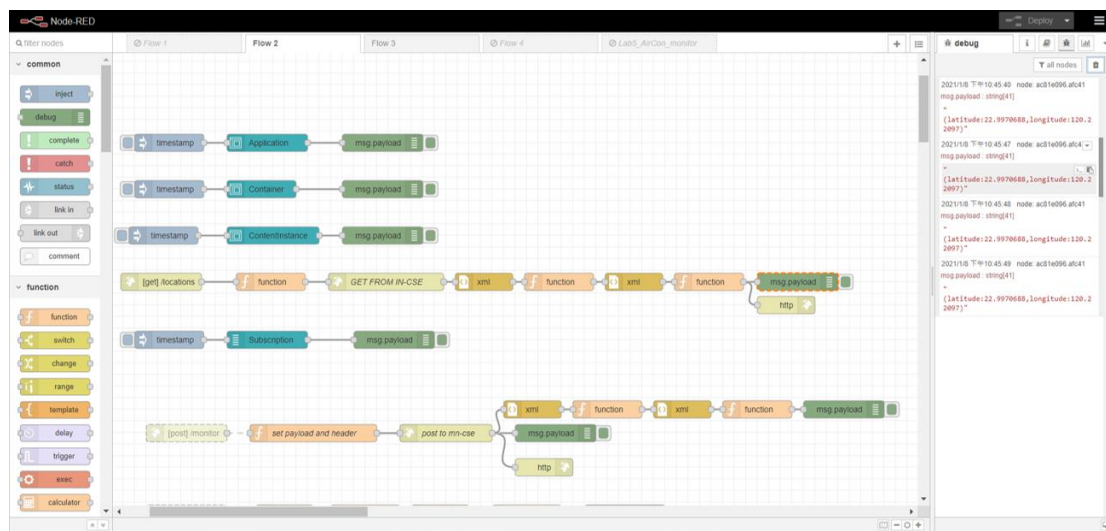 Node-RED
Deploy
filter nodes
Flow 1
Flow 2
Flow 3
Flow 4
Lab5_AirCon_monitor
debug
all nodes
common
inject
debug
complete
catch
status
link in
link out
comment
function
function
switch
change
range
template
delay
trigger
exec
calculator
timestamp
Application
msg.payload
timestamp
Container
msg.payload
timestamp
ContentInstance
msg.payload
[get] /locations
function
GET FROM IN-CSE
xml
function
xml
function
msg.payload
http
timestamp
Subscription
msg.payload
xml
function
xml
function
msg.payload
[post] /monitor
set payload and header
post to mn-cse
msg.payload
http
2021/1/8 下午10:45:40 node: ac81e096.afc41
msg.payload : string[41]
"
(latitude:22.9970688,longitude:120.2
2097)"
2021/1/8 下午10:45:47 node: ac81e096.afc4
msg.payload : string[41]
"
(latitude:22.9970688,longitude:120.2
2097)"
2021/1/8 下午10:45:48 node: ac81e096.afc41
msg.payload : string[41]
"
(latitude:22.9970688,longitude:120.2
2097)"
2021/1/8 下午10:45:49 node: ac81e096.afc41
msg.payload : string[41]
"
(latitude:22.9970688,longitude:120.2
2097)"